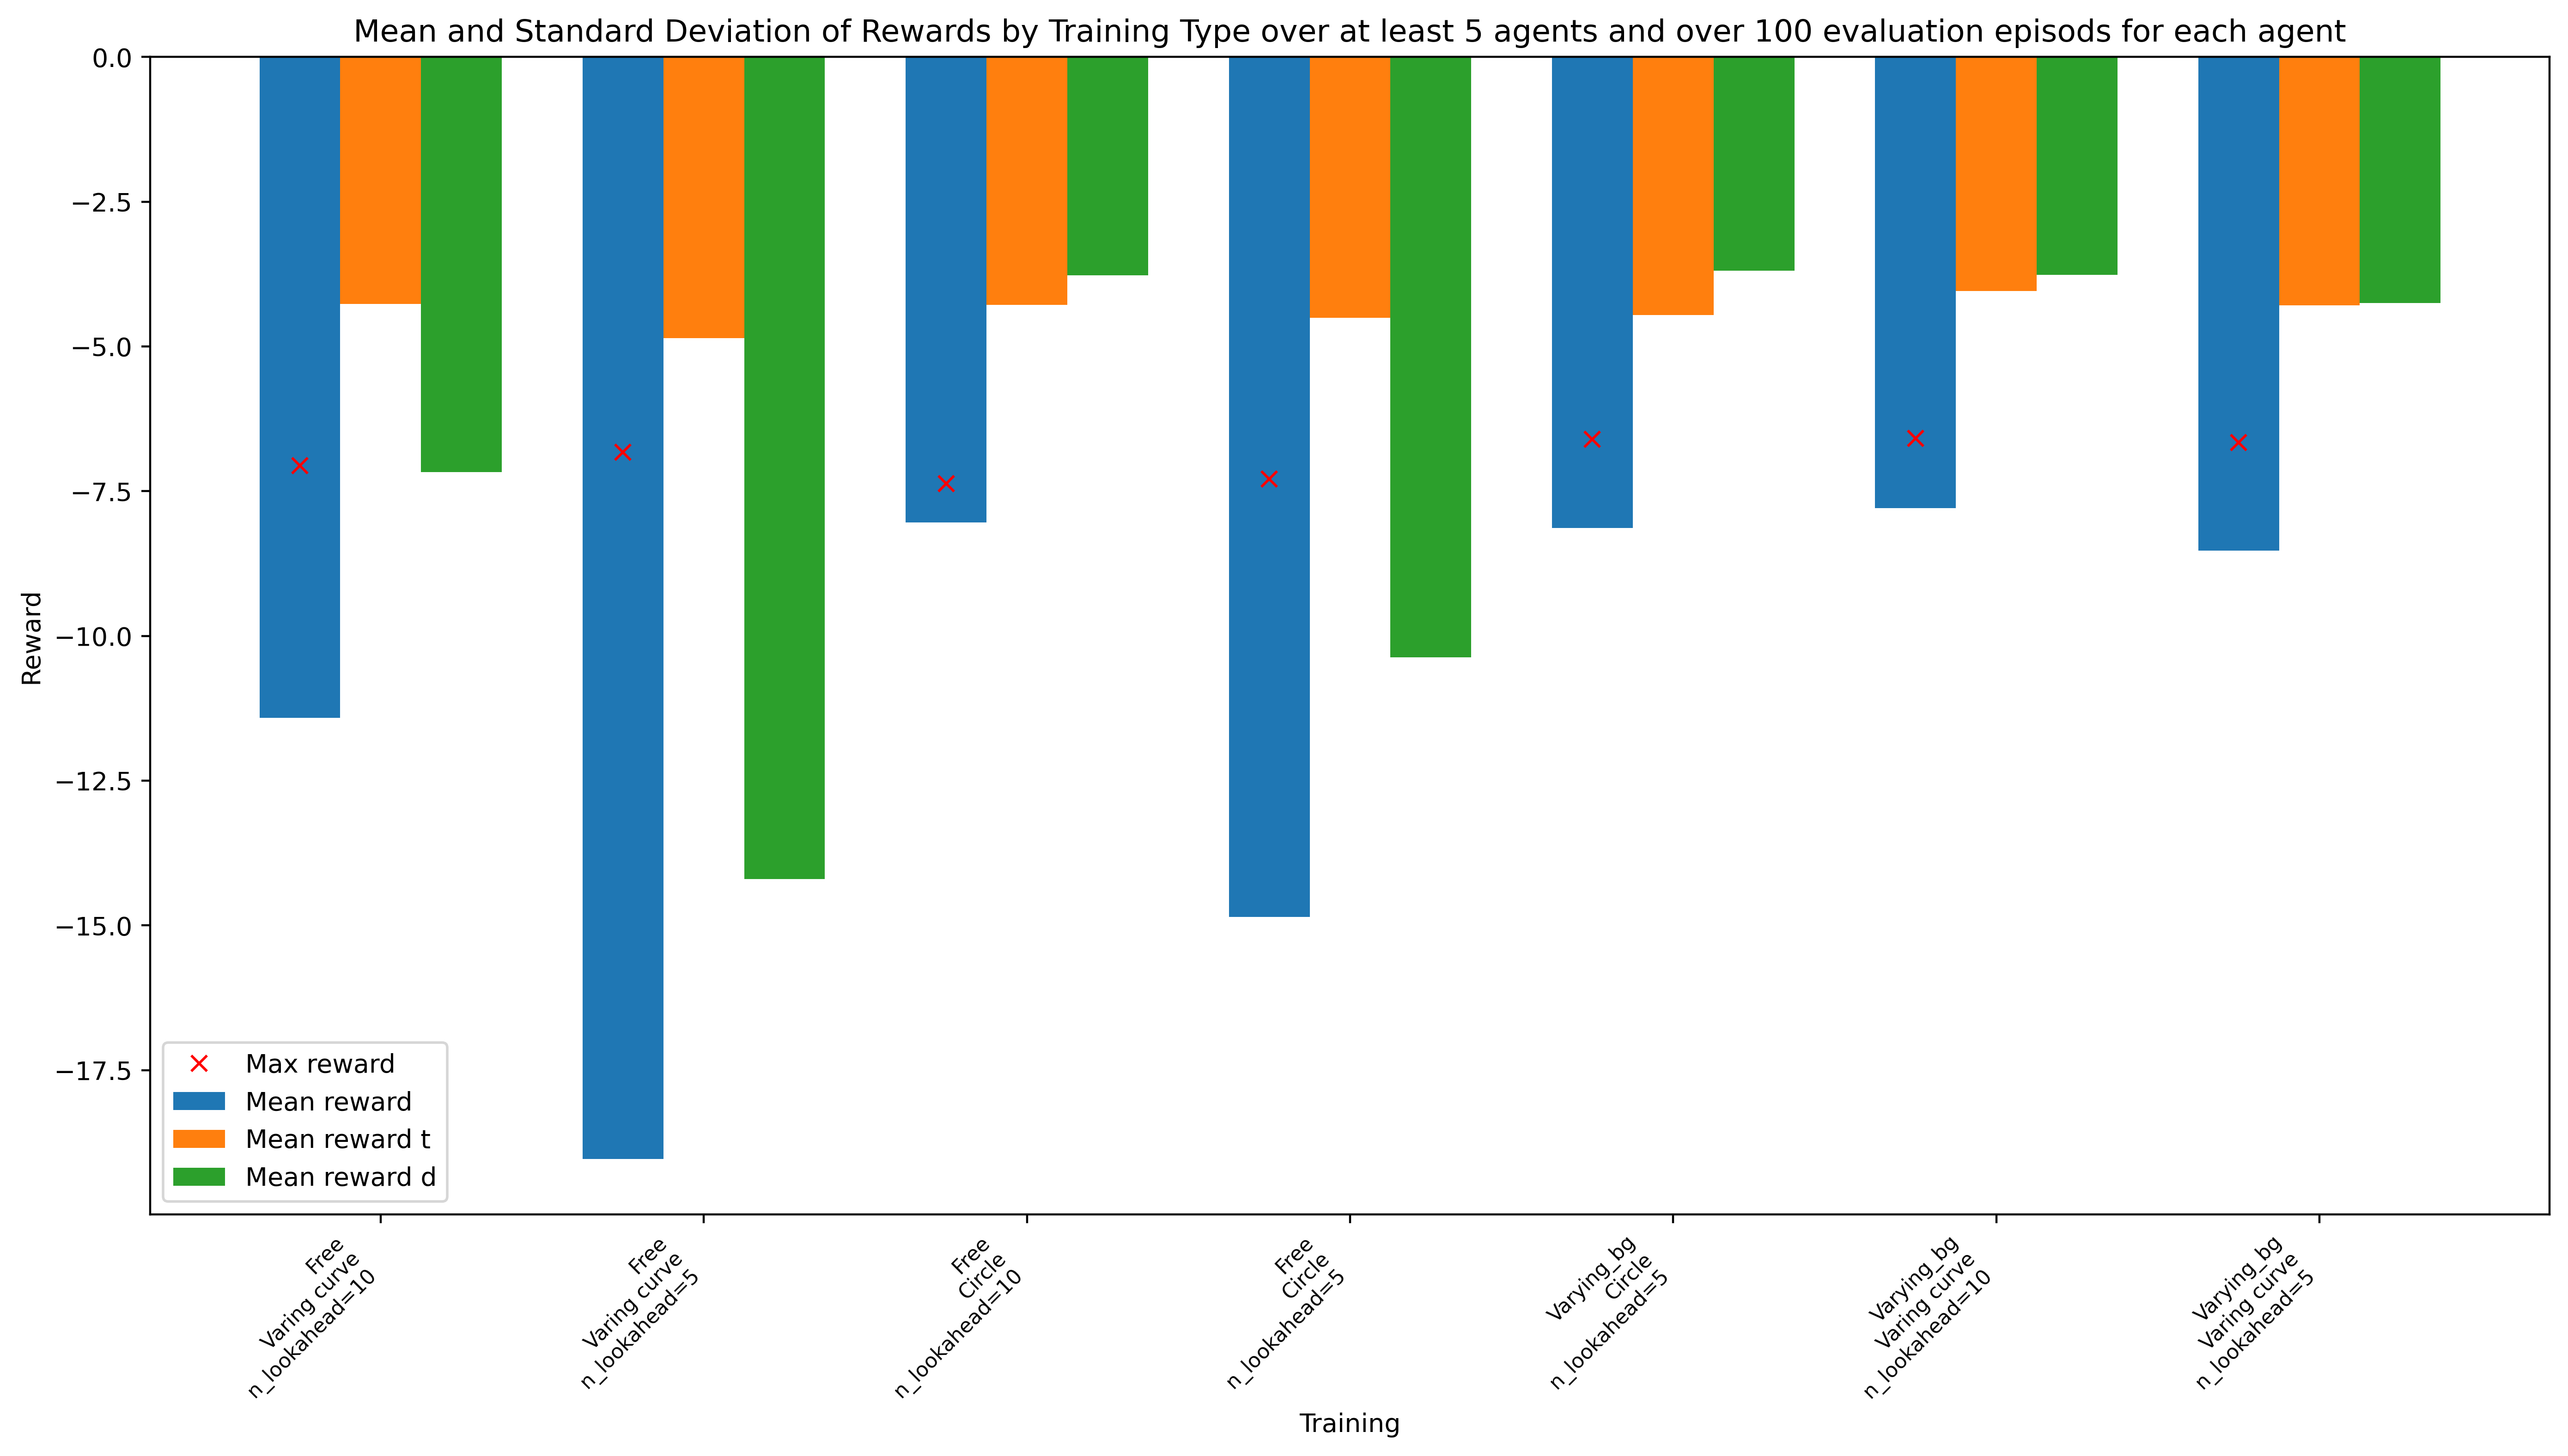 Mean and Standard Deviation of Rewards by Training Type over at least 5 agents and over 100 evaluation episods for each agent
0.0
−2.5
−5.0
−7.5
−10.0
−12.5
−15.0
−17.5
Reward
Max reward
Mean reward
Mean reward t
Mean reward d
Free
Varing curve
n_lookahead=10
Free
Varing curve
n_lookahead=5
Free
Circle
n_lookahead=10
Free
Circle
n_lookahead=5
Varying_bg
Circle
n_lookahead=5
Varying_bg
Varing curve
n_lookahead=10
Varying_bg
Varing curve
n_lookahead=5
Training